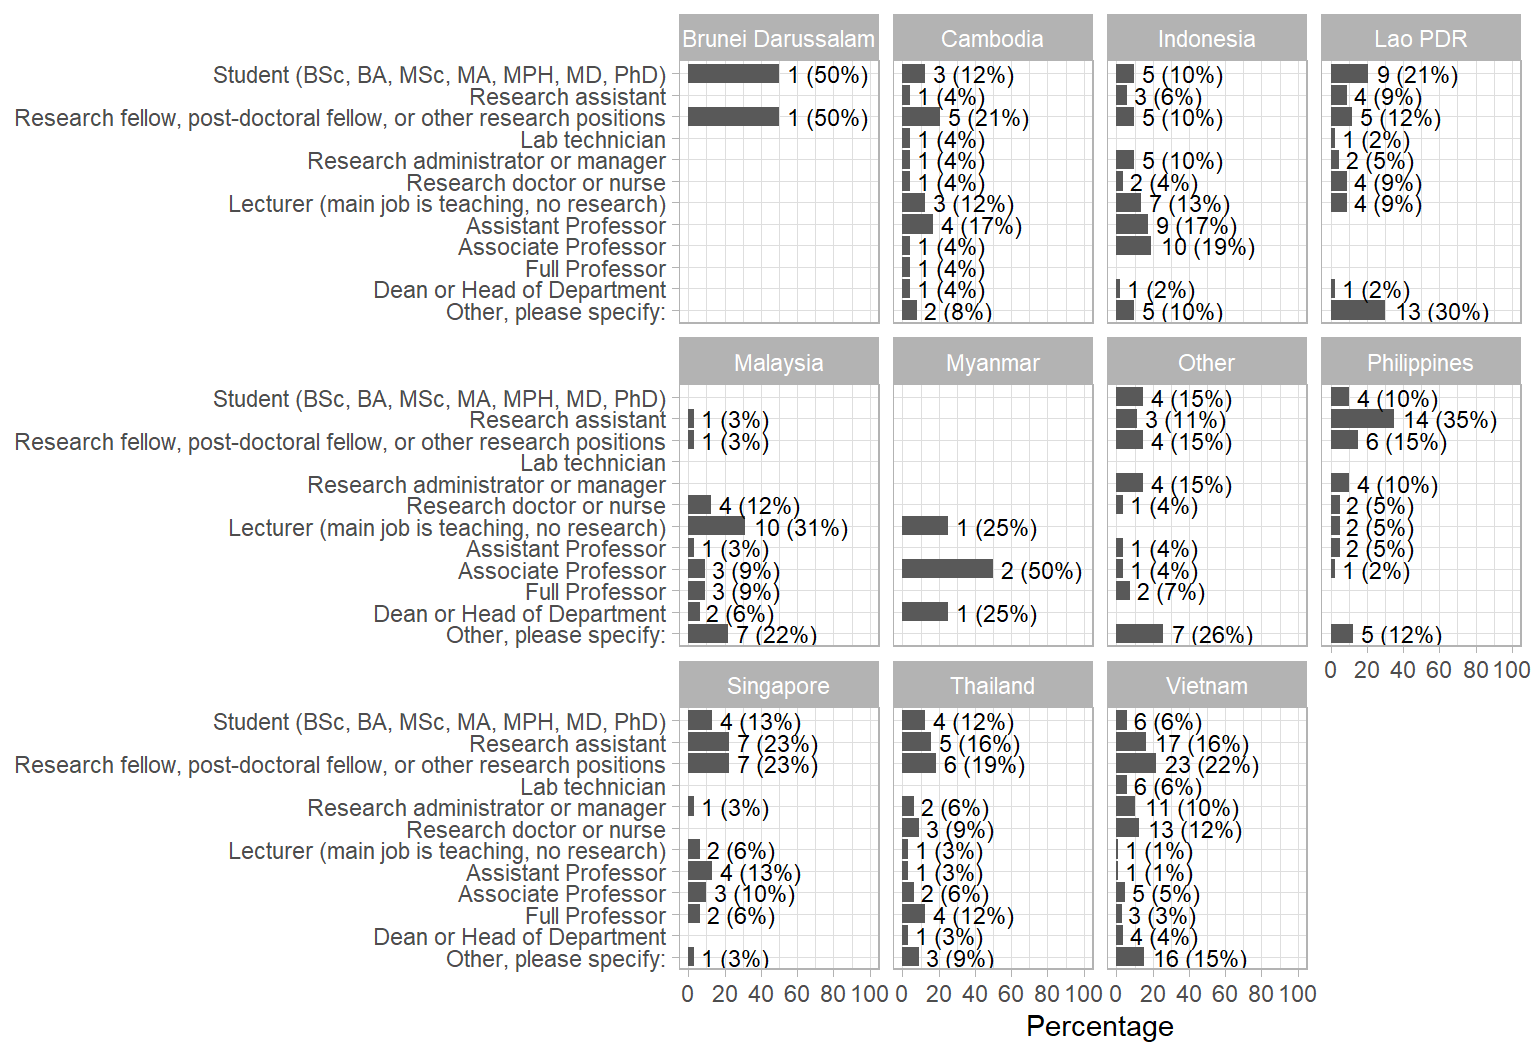 Brunei Darussalam Cambodia Indonesia Lao PDR
Student (BSc, BA, MSc, MA, MPH, MD, PhD) 1 (50%) 3 (12%) 5 (10%) 9 (21%)
Research assistant 1 (4%) 3 (6%) 4 (9%)
Research fellow, post-doctoral fellow, or other research positions 1 (50%) 5 (21%) 5 (10%) 5 (12%)
Lab technician 1 (4%) 1 (2%)
Research administrator or manager 1 (4%) 5 (10%) 2 (5%)
Research doctor or nurse 1 (4%) 2 (4%) 4 (9%)
Lecturer (main job is teaching, no research) 3 (12%) 7 (13%) 4 (9%)
Assistant Professor 4 (17%) 9 (17%)
Associate Professor 1 (4%) 10 (19%)
Full Professor 1 (4%)
Dean or Head of Department 1 (4%) 1 (2%) 1 (2%)
Other, please specify: 2 (8%) 5 (10%) 13 (30%)
Malaysia Myanmar Other Philippines
Student (BSc, BA, MSc, MA, MPH, MD, PhD) 4 (15%) 4 (10%)
Research assistant 1 (3%) 3 (11%) 14 (35%)
Research fellow, post-doctoral fellow, or other research positions 1 (3%) 4 (15%) 6 (15%)
Lab technician
Research administrator or manager 4 (15%) 4 (10%)
Research doctor or nurse 4 (12%) 1 (4%) 2 (5%)
Lecturer (main job is teaching, no research) 10 (31%) 1 (25%) 2 (5%)
Assistant Professor 1 (3%) 1 (4%) 2 (5%)
Associate Professor 3 (9%) 2 (50%) 1 (4%) 1 (2%)
Full Professor 3 (9%) 2 (7%)
Dean or Head of Department 2 (6%) 1 (25%)
Other, please specify: 7 (22%) 7 (26%) 5 (12%)
0 20 40 60 80 100
Singapore Thailand Vietnam
Student (BSc, BA, MSc, MA, MPH, MD, PhD) 4 (13%) 4 (12%) 6 (6%)
Research assistant 7 (23%) 5 (16%) 17 (16%)
Research fellow, post-doctoral fellow, or other research positions 7 (23%) 6 (19%) 23 (22%)
Lab technician 6 (6%)
Research administrator or manager 1 (3%) 2 (6%) 11 (10%)
Research doctor or nurse 3 (9%) 13 (12%)
Lecturer (main job is teaching, no research) 2 (6%) 1 (3%) 1 (1%)
Assistant Professor 4 (13%) 1 (3%) 1 (1%)
Associate Professor 3 (10%) 2 (6%) 5 (5%)
Full Professor 2 (6%) 4 (12%) 3 (3%)
Dean or Head of Department 1 (3%) 4 (4%)
Other, please specify: 1 (3%) 3 (9%) 16 (15%)
0 20 40 60 80 100 0 20 40 60 80 100 0 20 40 60 80 100
Percentage